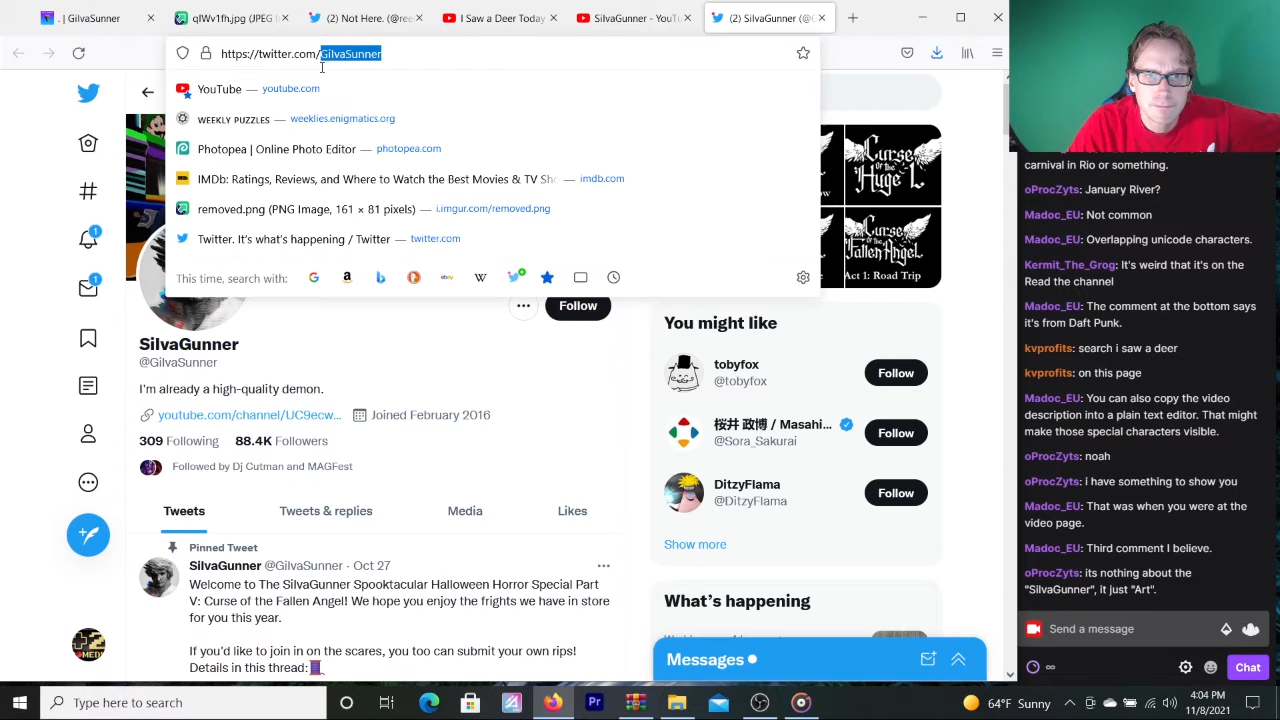 | GilvaSunner
qIWv1fh.jpg (JPEG I
(2) Not Here. (@ree
I Saw a Deer Today
SilvaGunner - YouTu
(2) SilvaGunner (@G
https://twitter.com/GilvaSunner
YouTube — youtube.com
WEEKLY PUZZLES — weeklies.enigmatics.org
Photopea | Online Photo Editor — photopea.com
IMDb: Ratings, Reviews, and Where to Watch the Best Movies & TV Sho — imdb.com
removed.png (PNG Image, 161 × 81 pixels) — i.imgur.com/removed.png
Twitter. It's what's happening / Twitter — twitter.com
This time, search with:
Curse Of the Huge L
Curse Of the Fallen Angel
Act 1: Road Trip
Follow
SilvaGunner
@GilvaSunner
I'm already a high-quality demon.
youtube.com/channel/UC9ecw... Joined February 2016
309 Following 88.4K Followers
Followed by Dj Cutman and MAGFest
Tweets Tweets & replies Media Likes
Pinned Tweet
SilvaGunner @GilvaSunner · Oct 27
Welcome to The SilvaGunner Spooktacular Halloween Horror Special Part
V: Curse of the Fallen Angel! We hope you enjoy the frights we have in store
for you this year.
If you'd like to join in on the scares, you too can submit your own rips!
Details in this thread:
You might like
tobyfox
@tobyfox
Follow
桜井 政博 / Masahi...
@Sora_Sakurai
Follow
DitzyFlama
@DitzyFlama
Follow
Show more
What's happening
Messages
carnival in Rio or something.
oProcZyts: January River?
Madoc_EU: Not common
Madoc_EU: Overlapping unicode characters.
Kermit_The_Grog: It's weird that it's on the
Read the channel
Madoc_EU: The comment at the bottom says
it's from Daft Punk.
kvprofits: search i saw a deer
kvprofits: on this page
Madoc_EU: You can also copy the video
description into a plain text editor. That might
make those special characters visible.
oProcZyts: noah
oProcZyts: i have something to show you
Madoc_EU: That was when you were at the
video page.
Madoc_EU: Third comment I believe.
oProcZyts: its nothing about the
"SilvaGunner", it just "Art".
Send a message
Chat
Type here to search
64°F Sunny
4:04 PM
11/8/2021